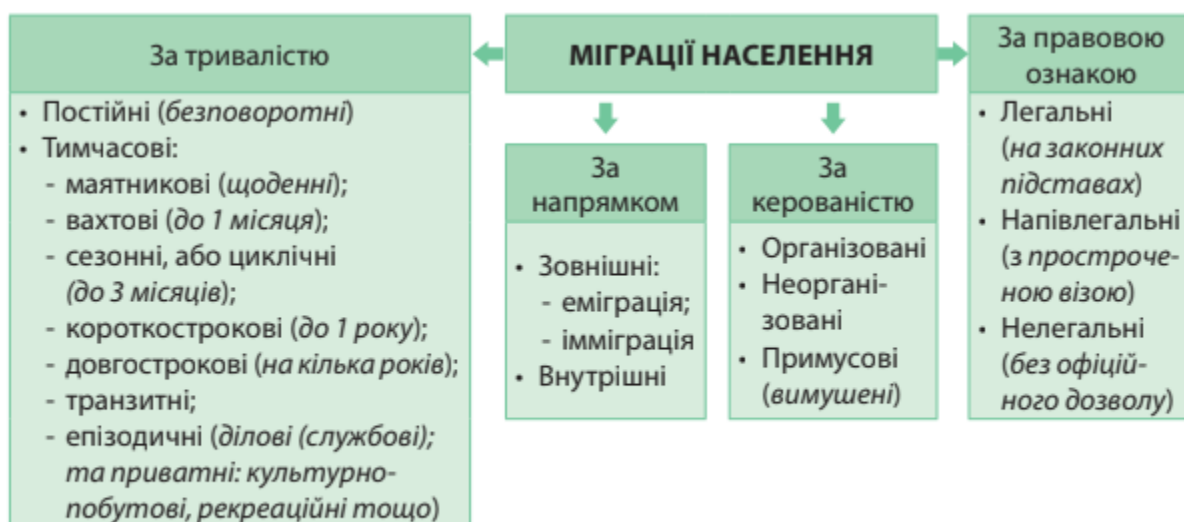 МІГРАЦІЇ НАСЕЛЕННЯ
За тривалістю
• Постійні (безповоротні)
• Тимчасові:
- маятникові (щоденні);
- вахтові (до 1 місяця);
- сезонні, або циклічні
(до 3 місяців);
- короткострокові (до 1 року);
- довгострокові (на кілька років);
- транзитні;
- епізодичні (ділові (службові);
та приватні: культурно-
побутові, рекреаційні тощо)
За
напрямком
• Зовнішні:
- еміграція;
- імміграція
• Внутрішні
За
керованістю
• Організовані
• Неоргані-
зовані
• Примусові
(вимушені)
За правовою
ознакою
• Легальні
(на законних
підставах)
• Напівлегальні
(з простроче-
ною візою)
• Нелегальні
(без офіцій-
ного дозволу)